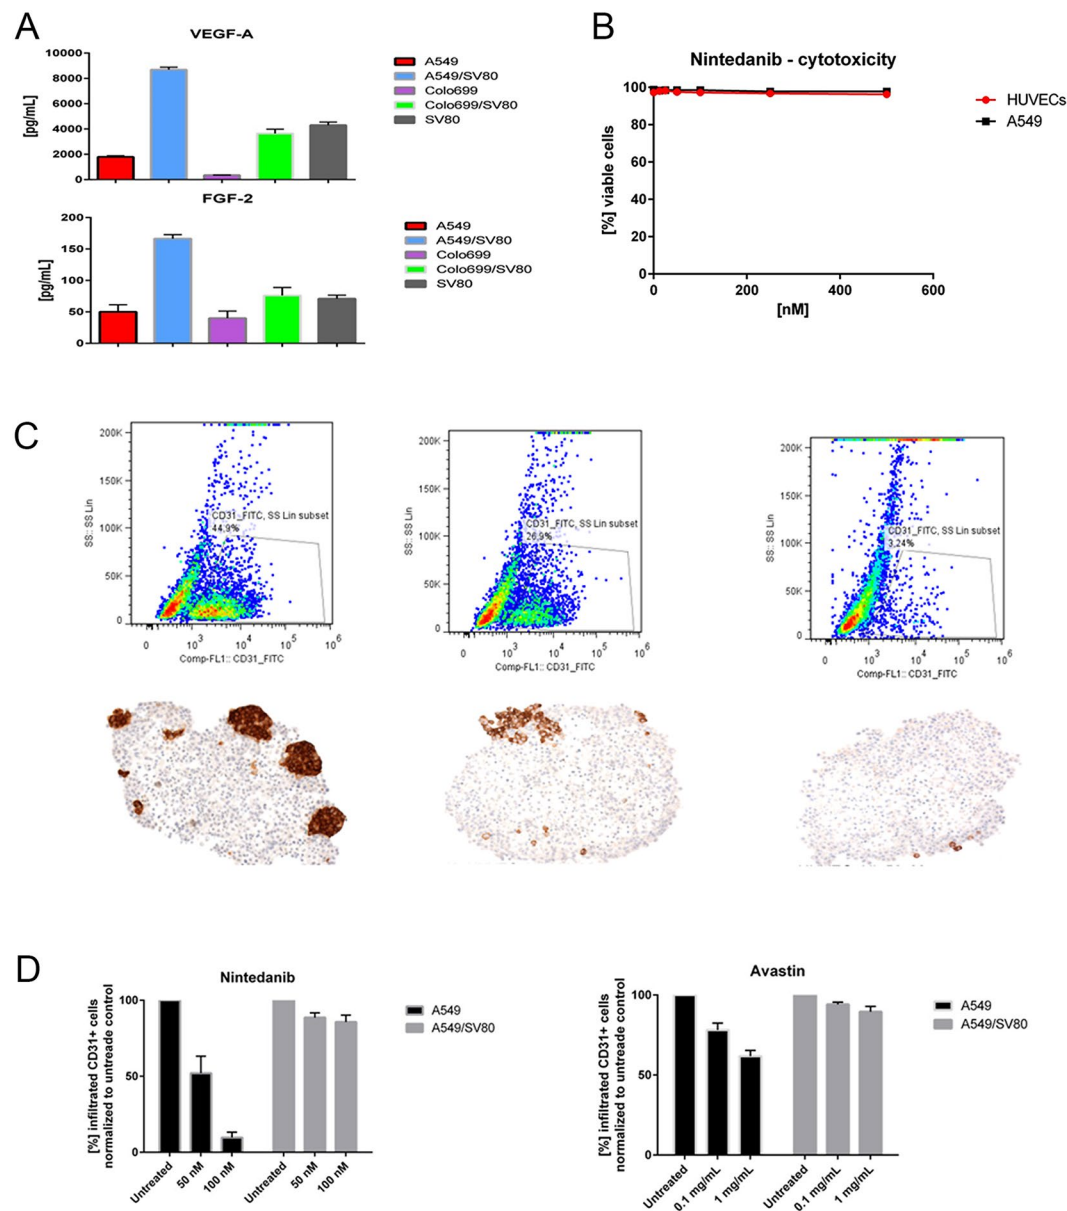 A
VEGF-A
10000
8000
6000
4000
2000
0
[pg/mL]
A549
A549/SV80
Colo699
Colo699/SV80
SV80
FGF-2
200
150
100
50
0
[pg/mL]
A549
A549/SV80
Colo699
Colo699/SV80
SV80
B
Nintedanib - cytotoxicity
100
80
60
40
20
0
[%] viable cells
0 200 400 600
[nM]
HUVECs
A549
C
200K
150K
100K
50K
0
SS:: SS Lin
CD31_FITC, SS Lin subset
44,9%
0 10^3 10^4 10^5 10^6
Comp-FL1:: CD31_FITC
200K
150K
100K
50K
0
SS:: SS Lin
CD31_FITC, SS Lin subset
26,9%
0 10^3 10^4 10^5 10^6
Comp-FL1:: CD31_FITC
200K
150K
100K
50K
0
SS:: SS Lin
CD31_FITC, SS Lin subset
3,24%
0 10^3 10^4 10^5 10^6
Comp-FL1:: CD31_FITC
D
Nintedanib
100
50
0
[%] infiltrated CD31+ cells
normalized to untreade control
Untreated
50 nM
100 nM
Untreated
50 nM
100 nM
A549
A549/SV80
Avastin
100
50
0
[%] infiltrated CD31+ cells
normalized to untreade control
Untreated
0.1 mg/mL
1 mg/mL
Untreated
0.1 mg/mL
1 mg/mL
A549
A549/SV80